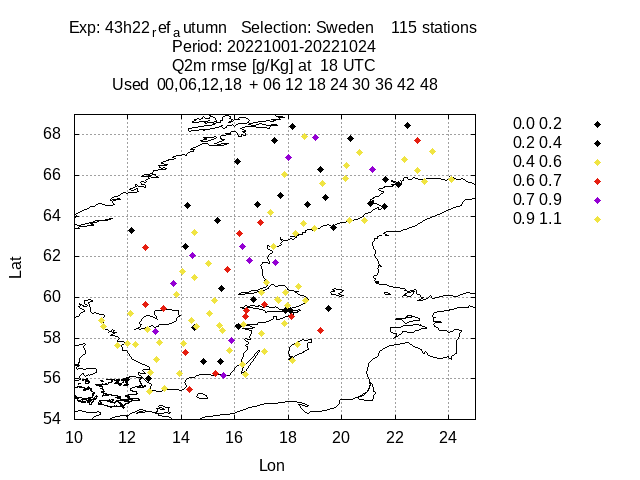 Exp: 43h22refautumn Selection: Sweden 115 stations
Period: 20221001-20221024
Q2m rmse [g/Kg] at 18 UTC
Used 00,06,12,18 + 06 12 18 24 30 36 42 48
0.0 0.2
0.2 0.4
0.4 0.6
0.6 0.7
0.7 0.9
0.9 1.1
68
66
64
62
60
58
56
54
Lat
10 12 14 16 18 20 22 24
Lon